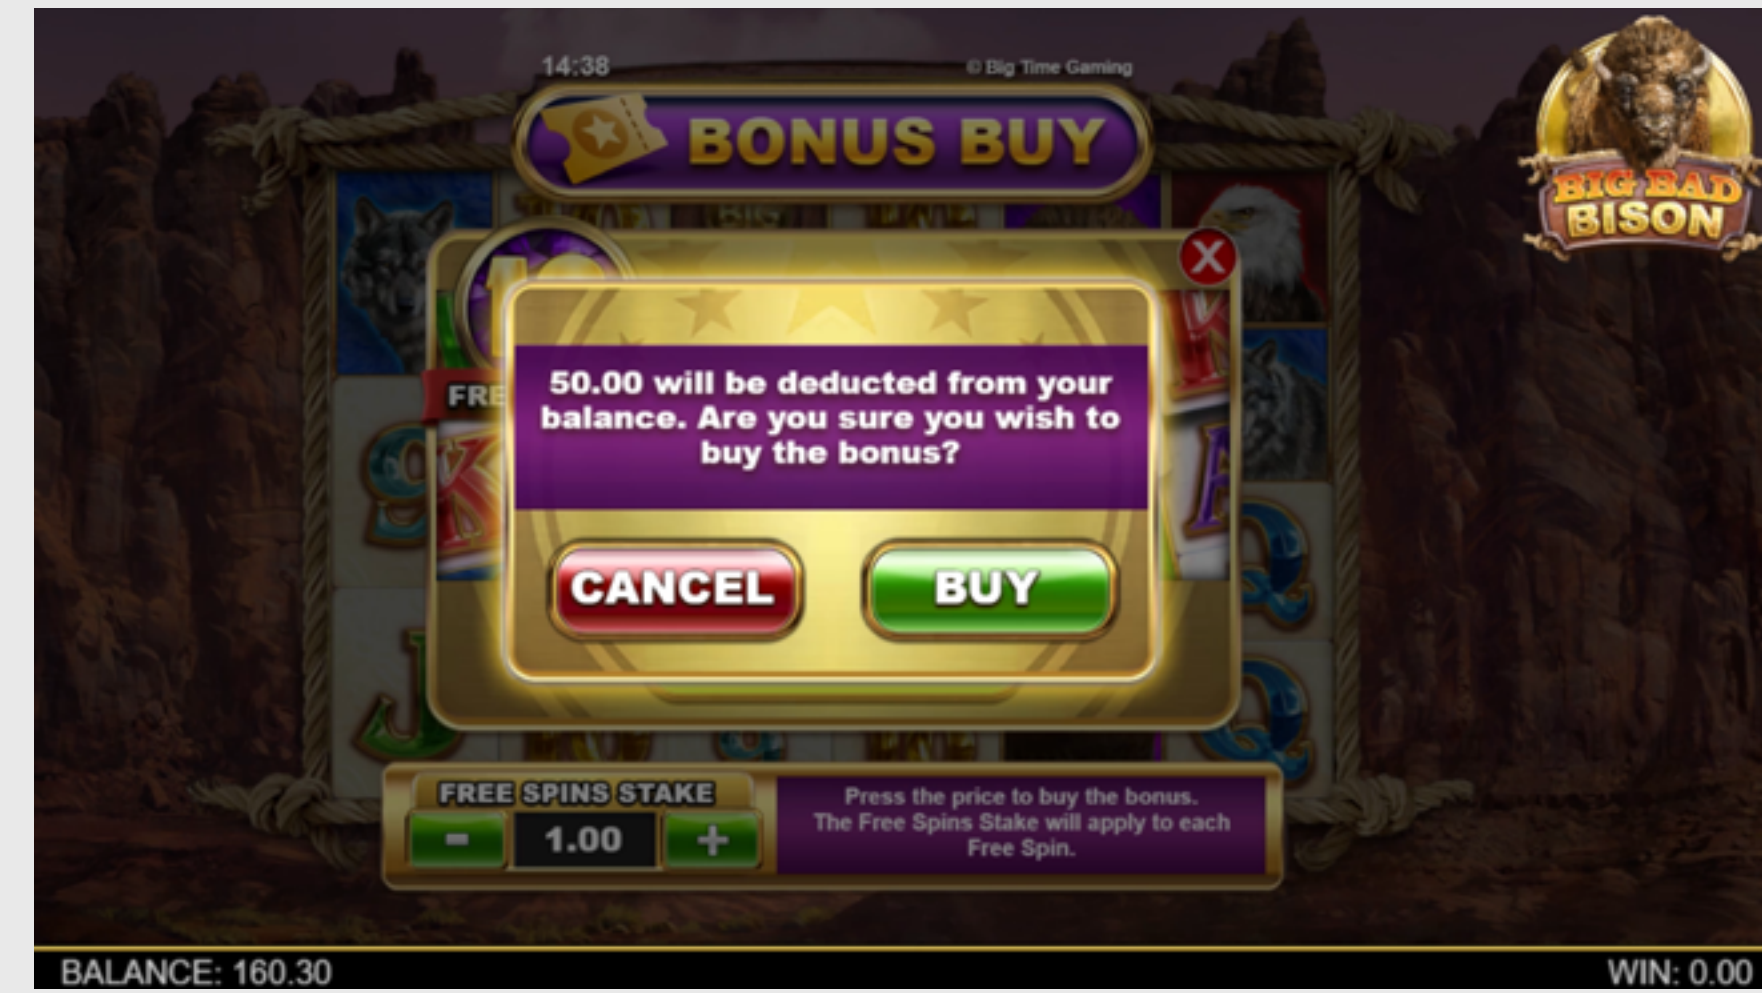 14:38
© Big Time Gaming
BONUS BUY
BIG BAD
BISON
FRE
50.00 will be deducted from your
balance. Are you sure you wish to
buy the bonus?
CANCEL
BUY
FREE SPINS STAKE
- 1.00 +
Press the price to buy the bonus.
The Free Spins Stake will apply to each
Free Spin.
BALANCE: 160.30
WIN: 0.00